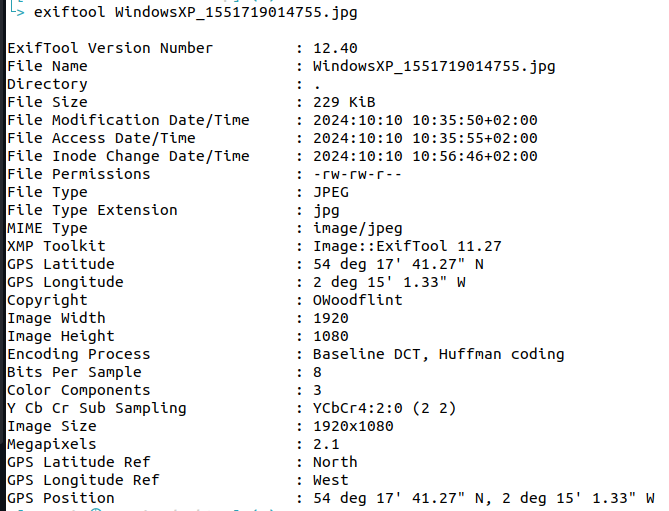 > exiftool WindowsXP_1551719014755.jpg
ExifTool Version Number : 12.40
File Name : WindowsXP_1551719014755.jpg
Directory : .
File Size : 229 KiB
File Modification Date/Time : 2024:10:10 10:35:50+02:00
File Access Date/Time : 2024:10:10 10:35:55+02:00
File Inode Change Date/Time : 2024:10:10 10:56:46+02:00
File Permissions : -rw-rw-r--
File Type : JPEG
File Type Extension : jpg
MIME Type : image/jpeg
XMP Toolkit : Image::ExifTool 11.27
GPS Latitude : 54 deg 17' 41.27" N
GPS Longitude : 2 deg 15' 1.33" W
Copyright : OWoodflint
Image Width : 1920
Image Height : 1080
Encoding Process : Baseline DCT, Huffman coding
Bits Per Sample : 8
Color Components : 3
Y Cb Cr Sub Sampling : YCbCr4:2:0 (2 2)
Image Size : 1920x1080
Megapixels : 2.1
GPS Latitude Ref : North
GPS Longitude Ref : West
GPS Position : 54 deg 17' 41.27" N, 2 deg 15' 1.33" W